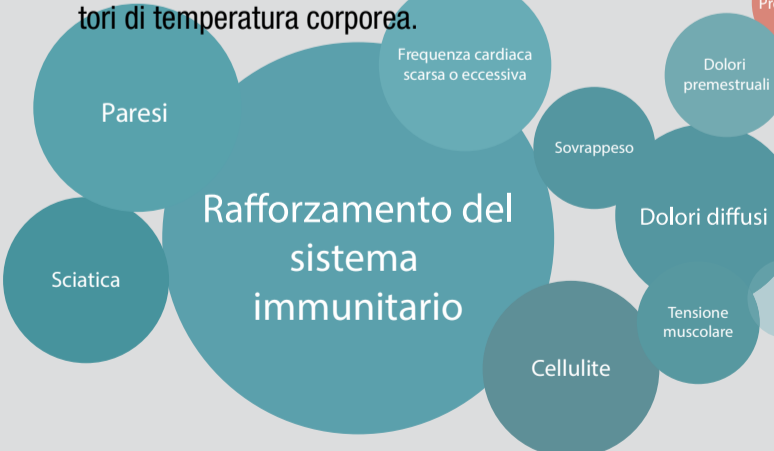 tori di temperatura corporea.
Frequenza cardiaca
scarsa o eccessiva
Dolori
premestruali
Paresi
Sovrappeso
Rafforzamento del
sistema
immunitario
Dolori diffusi
Sciatica
Tensione
muscolare
Cellulite